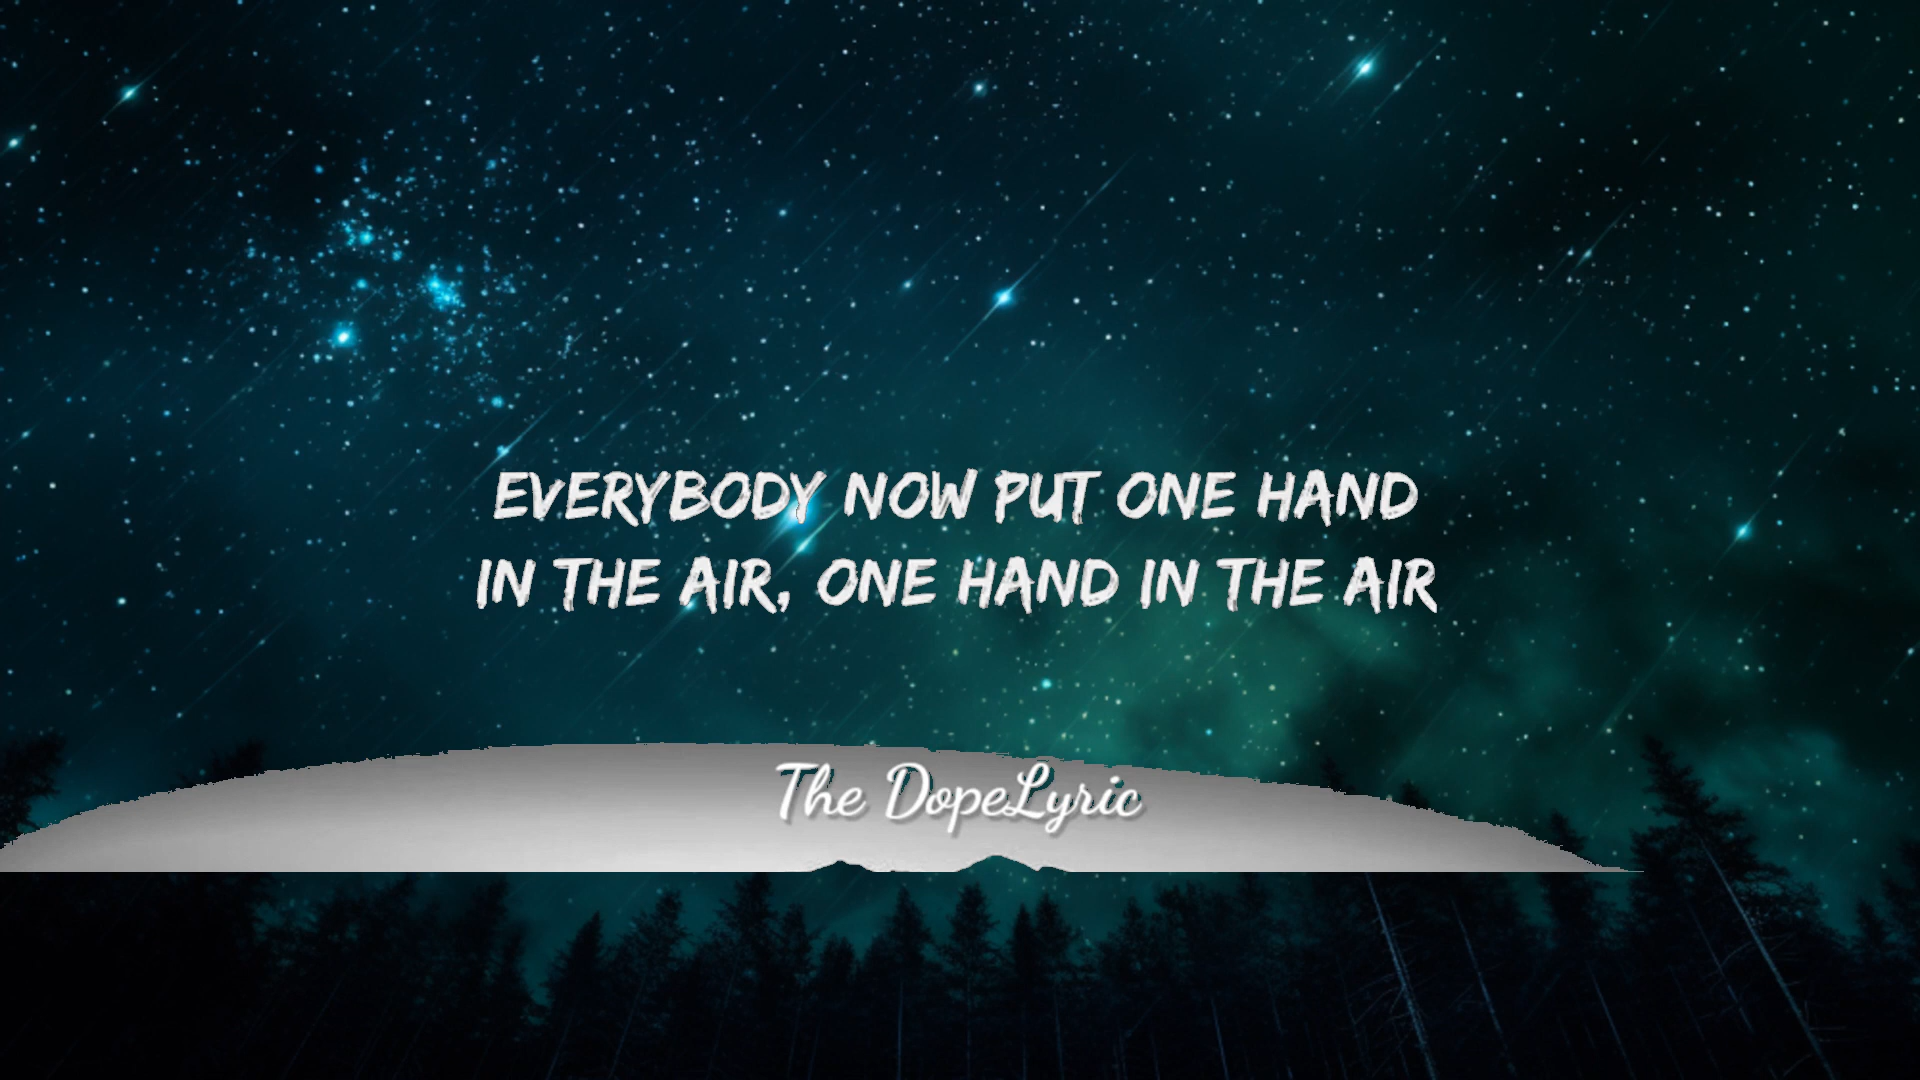 EVERYBODY NOW PUT ONE HAND
IN THE AIR, ONE HAND IN THE AIR
The DopeLyric